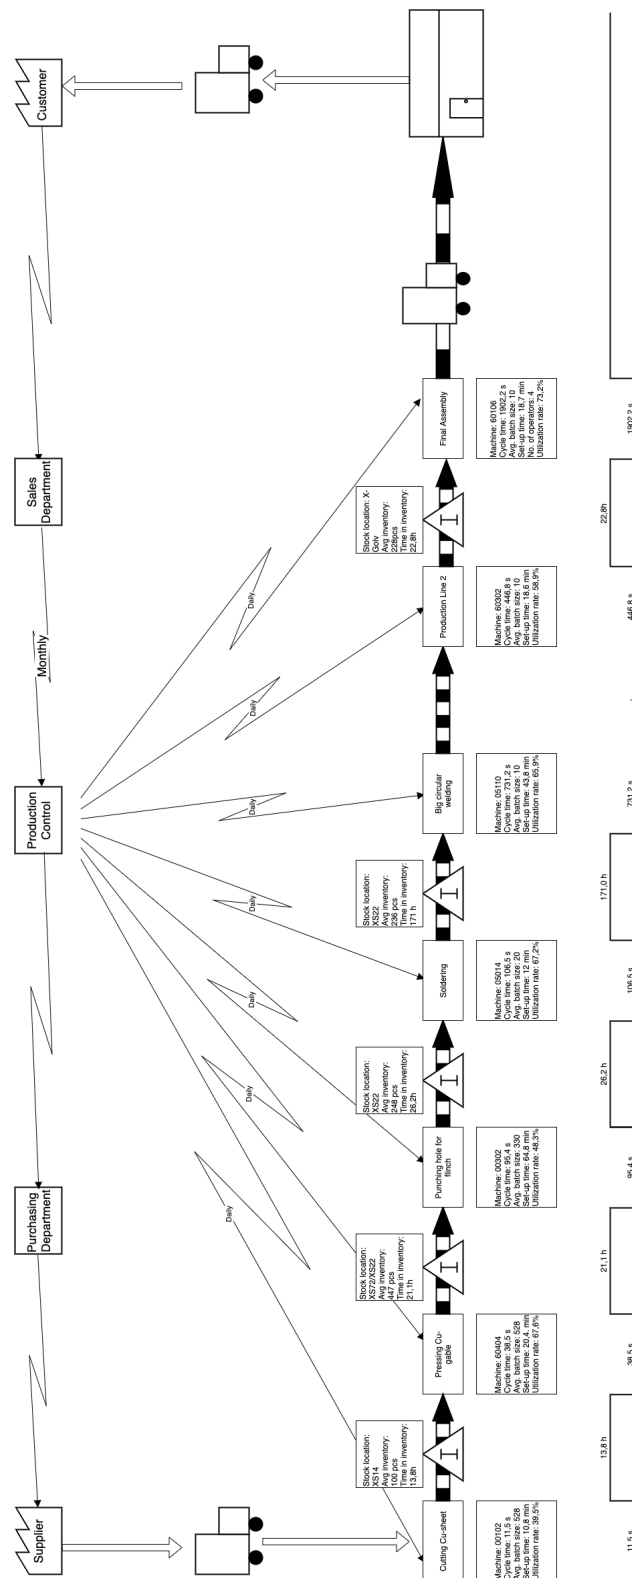 Supplier
Purchasing
Department
Production
Control
Monthly
Sales
Department
Customer
Daily
Daily
Daily
Daily
Daily
Daily
Daily
Stock location:
XS14
Avg inventory:
100 pcs
Time in inventory:
13,8h
Stock location:
XS72/XS22
Avg inventory:
447 pcs
Time in inventory:
21,1h
Stock location:
XS22
Avg inventory:
248 pcs
Time in inventory:
26,2h
Stock location:
XS22
Avg inventory:
236 pcs
Time in inventory:
171 h
Stock location: X-
Golv
Avg inventory:
228pcs
Time in inventory:
22,8h
Cutting Cu-sheet
I
Pressing Cu-
gable
I
Punching hole for
flinch
I
Soldering
I
Big circular
welding
Production Line 2
I
Final Assembly
Machine: 00102
Cycle time: 11,5 s
Avg. batch size: 528
Set-up time: 10,8 min
Utilization rate: 39,5%
Machine: 60404
Cycle time: 38,5 s
Avg. batch size: 528
Set-up time: 20,4. min
Utilization rate: 67,6%
Machine: 00302
Cycle time: 95,4 s
Avg. batch size: 330
Set-up time: 64,8 min
Utilization rate: 48,3%
Machine: 05014
Cycle time: 106,5 s
Avg. batch size: 20
Set-up time: 12 min
Utilization rate: 67,2%
Machine: 05110
Cycle time: 731,2 s
Avg. batch size: 10
Set-up time: 43,8 min
Utilization rate: 65,9%
Machine: 60302
Cycle time: 446,8 s
Avg. batch size: 10
Set-up time: 18,6 min
Utilization rate: 58,9%
Machine: 60106
Cycle time: 1902,2 s
Avg. batch size: 10
Set-up time: 18,7 min
No. of operators: 4
Utilization rate: 73,2%
13,8 h
21,1 h
26,2 h
171,0 h
22,8h
11,5 s
38,5 s
95,4 s
106,5 s
731,2 s
446,8 s
1902,2 s